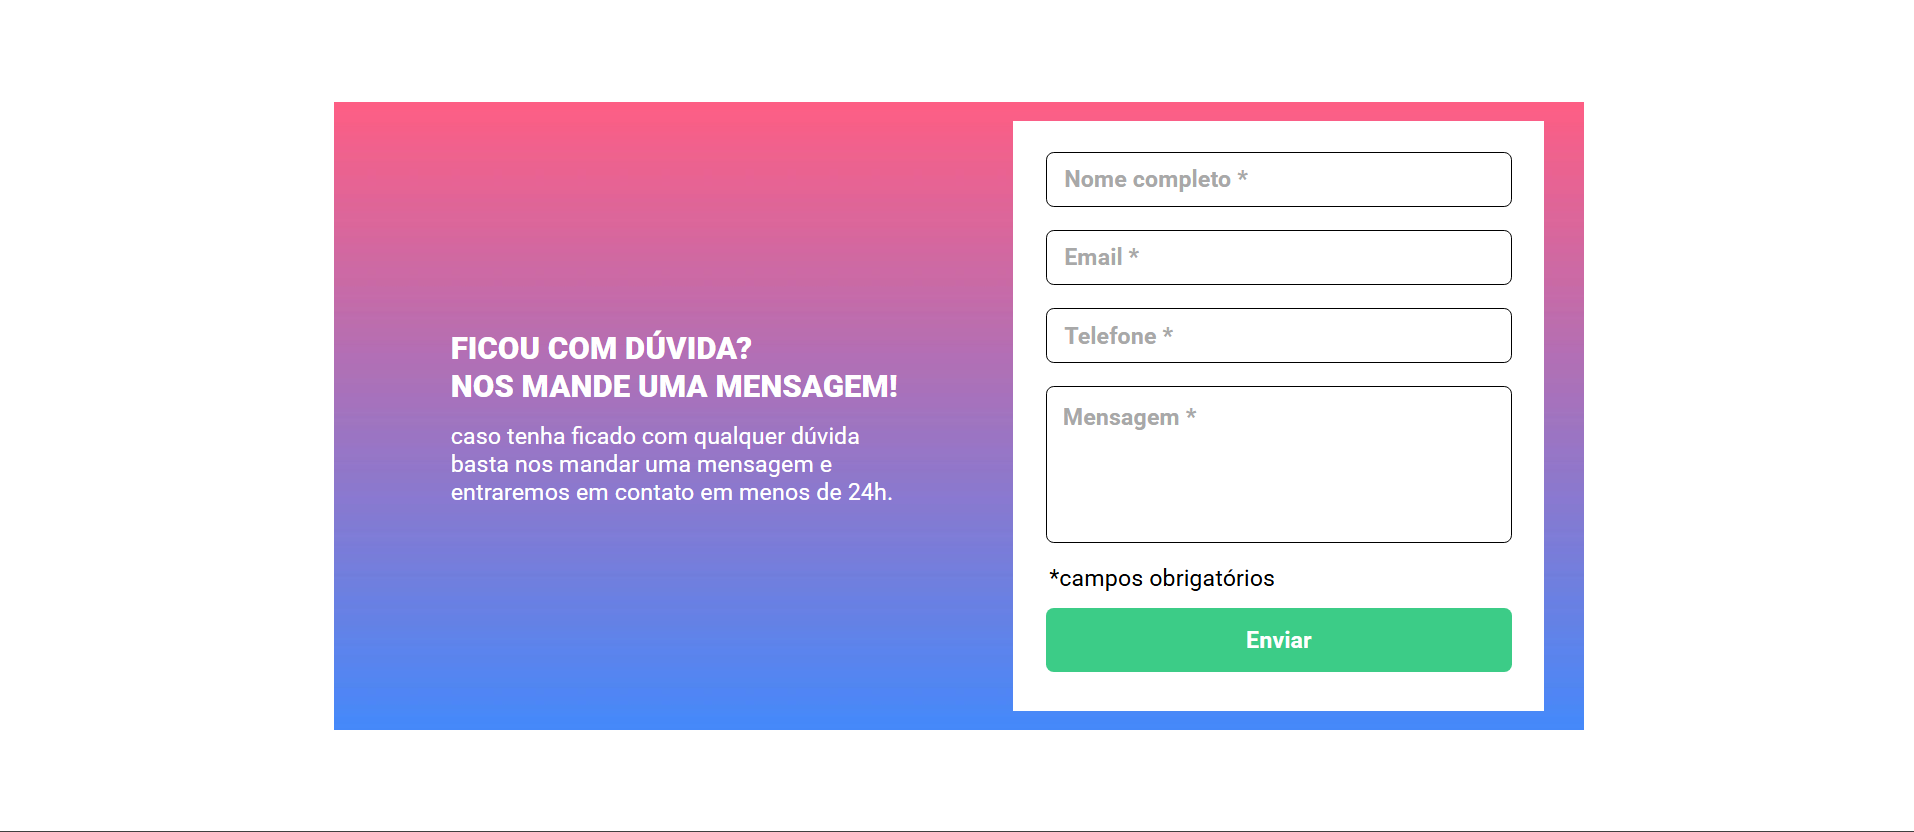 FICOU COM DÚVIDA?
NOS MANDE UMA MENSAGEM!
caso tenha ficado com qualquer dúvida
basta nos mandar uma mensagem e
entraremos em contato em menos de 24h.
Nome completo *
Email *
Telefone *
Mensagem *
*campos obrigatórios
Enviar